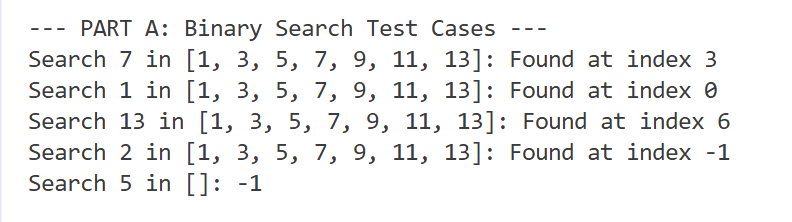 --- PART A: Binary Search Test Cases ---
Search 7 in [1, 3, 5, 7, 9, 11, 13]: Found at index 3
Search 1 in [1, 3, 5, 7, 9, 11, 13]: Found at index 0
Search 13 in [1, 3, 5, 7, 9, 11, 13]: Found at index 6
Search 2 in [1, 3, 5, 7, 9, 11, 13]: Found at index -1
Search 5 in []: -1